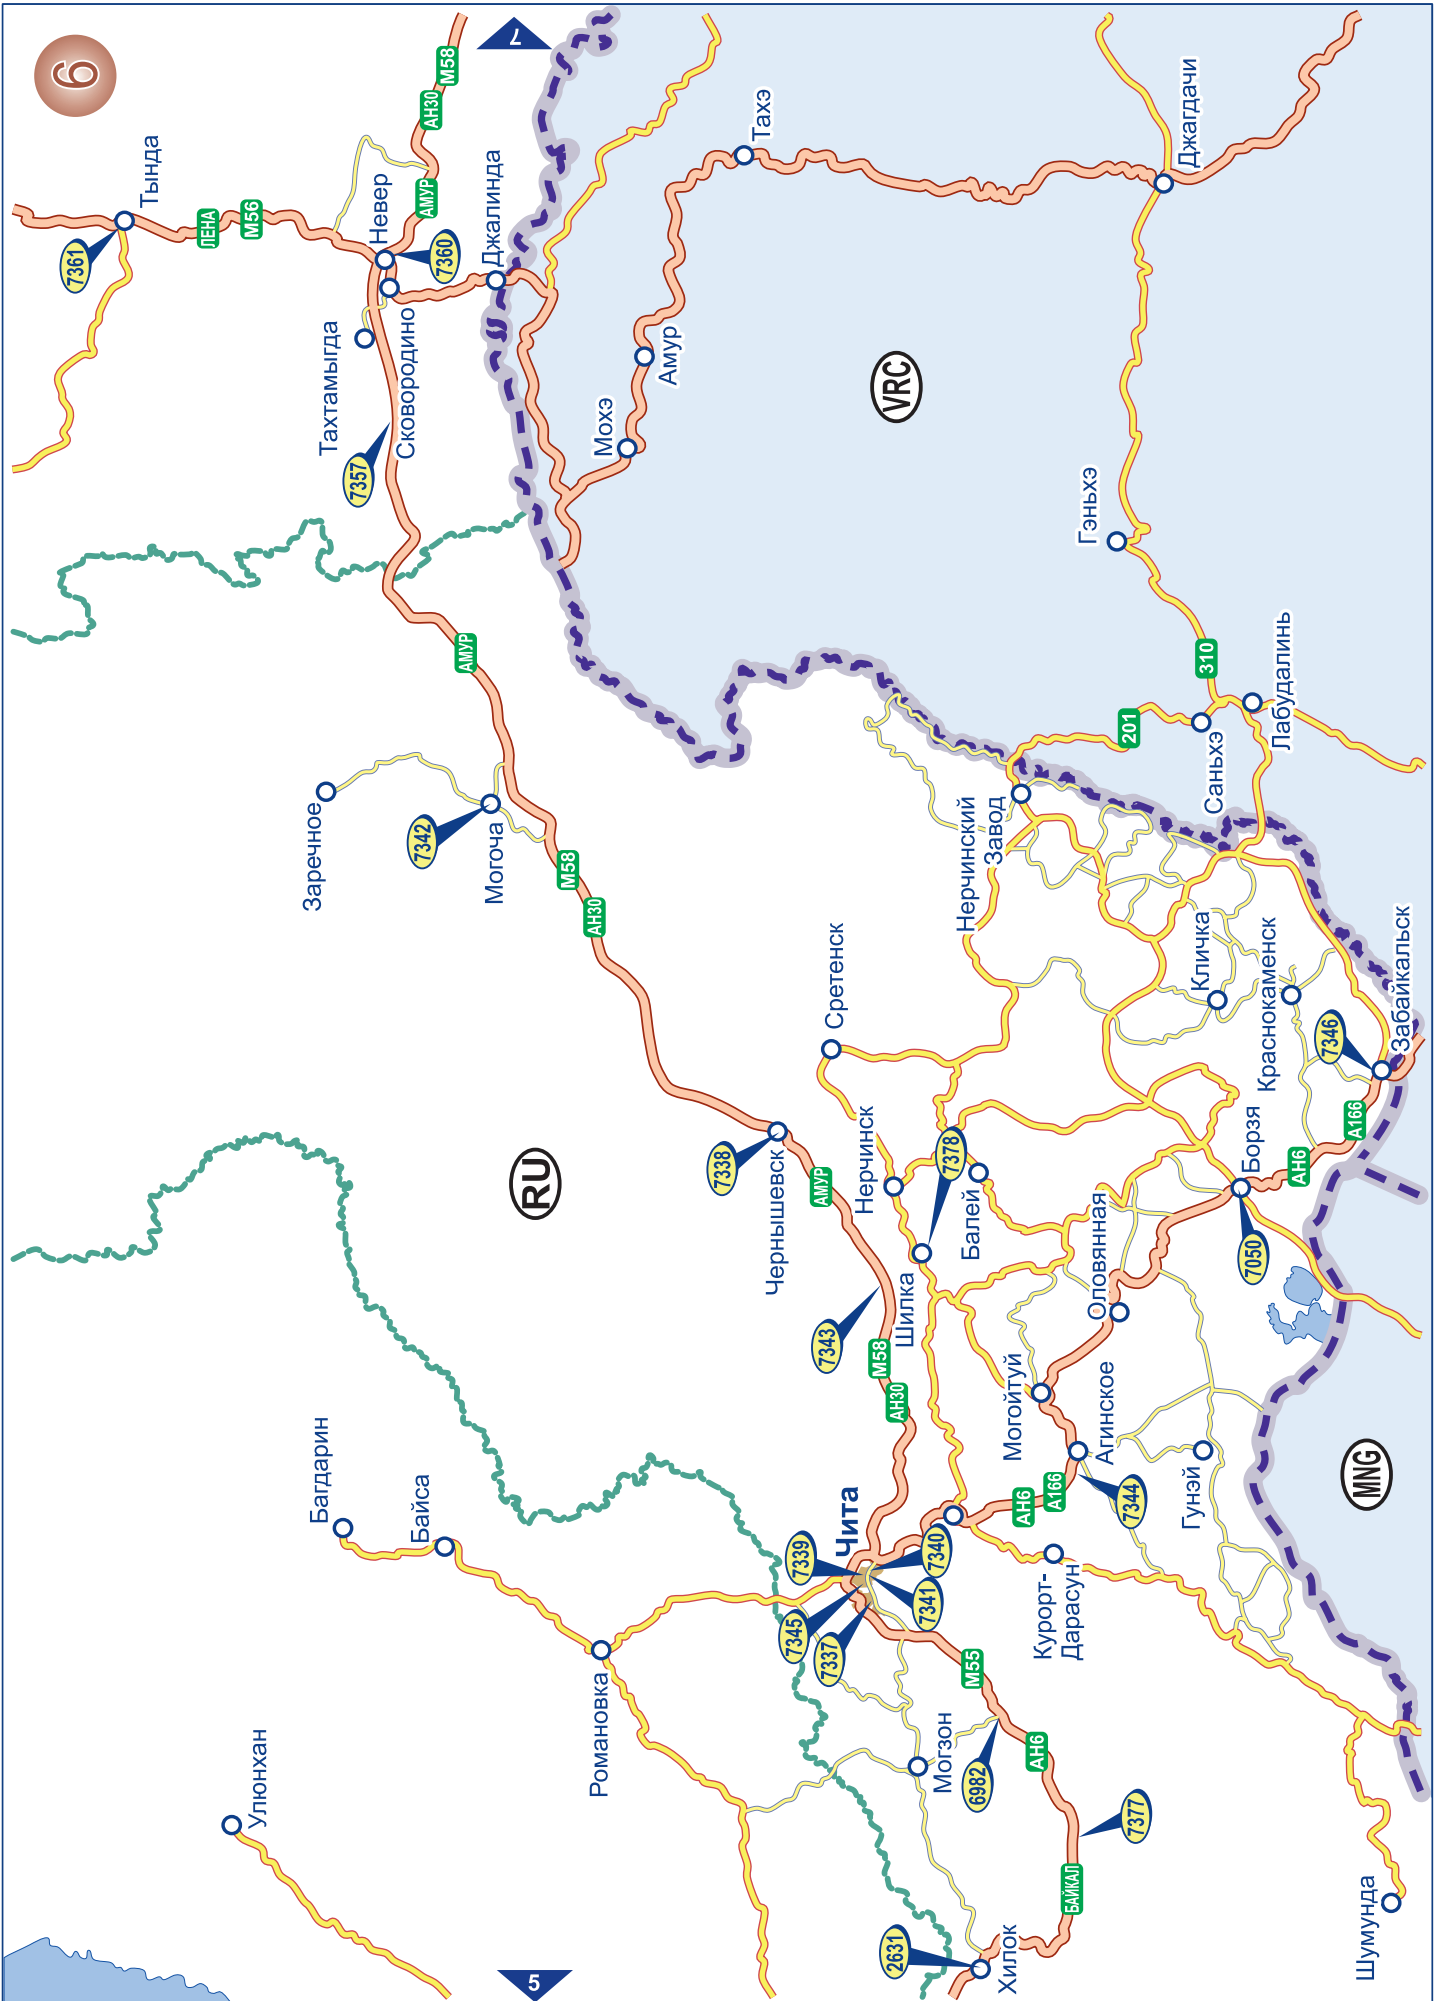 6
7
Тында
7361
ЛЕНА
М56
М58
АН30
АМУР
Невер
7360
Джалинда
Тахтамыгда
Сковородино
7357
Тахэ
Джагдачи
Амур
Мохэ
VRC
Гэньхэ
АМУР
310
201
Лабудалинь
Саньхэ
Заречное
7342
Могоча
М58
АН30
Нерчинский
Завод
Сретенск
Кличка
Краснокаменск
7346
Забайкальск
А166
АН6
Борзя
7050
RU
7338
Чернышевск
АМУР
Нерчинск
7378
Балей
Шилка
7343
М58
АН30
Оловянная
Могойтуй
Агинское
А166
АН6
7344
Гунэй
MNG
Багдарин
Байса
Чита
7339
7340
7341
7345
7337
Курорт-
Дарасун
Романовка
М55
АН6
Могзон
6982
7377
БАЙКАЛ
Улюнхан
2631
Хилок
Шумунда
5